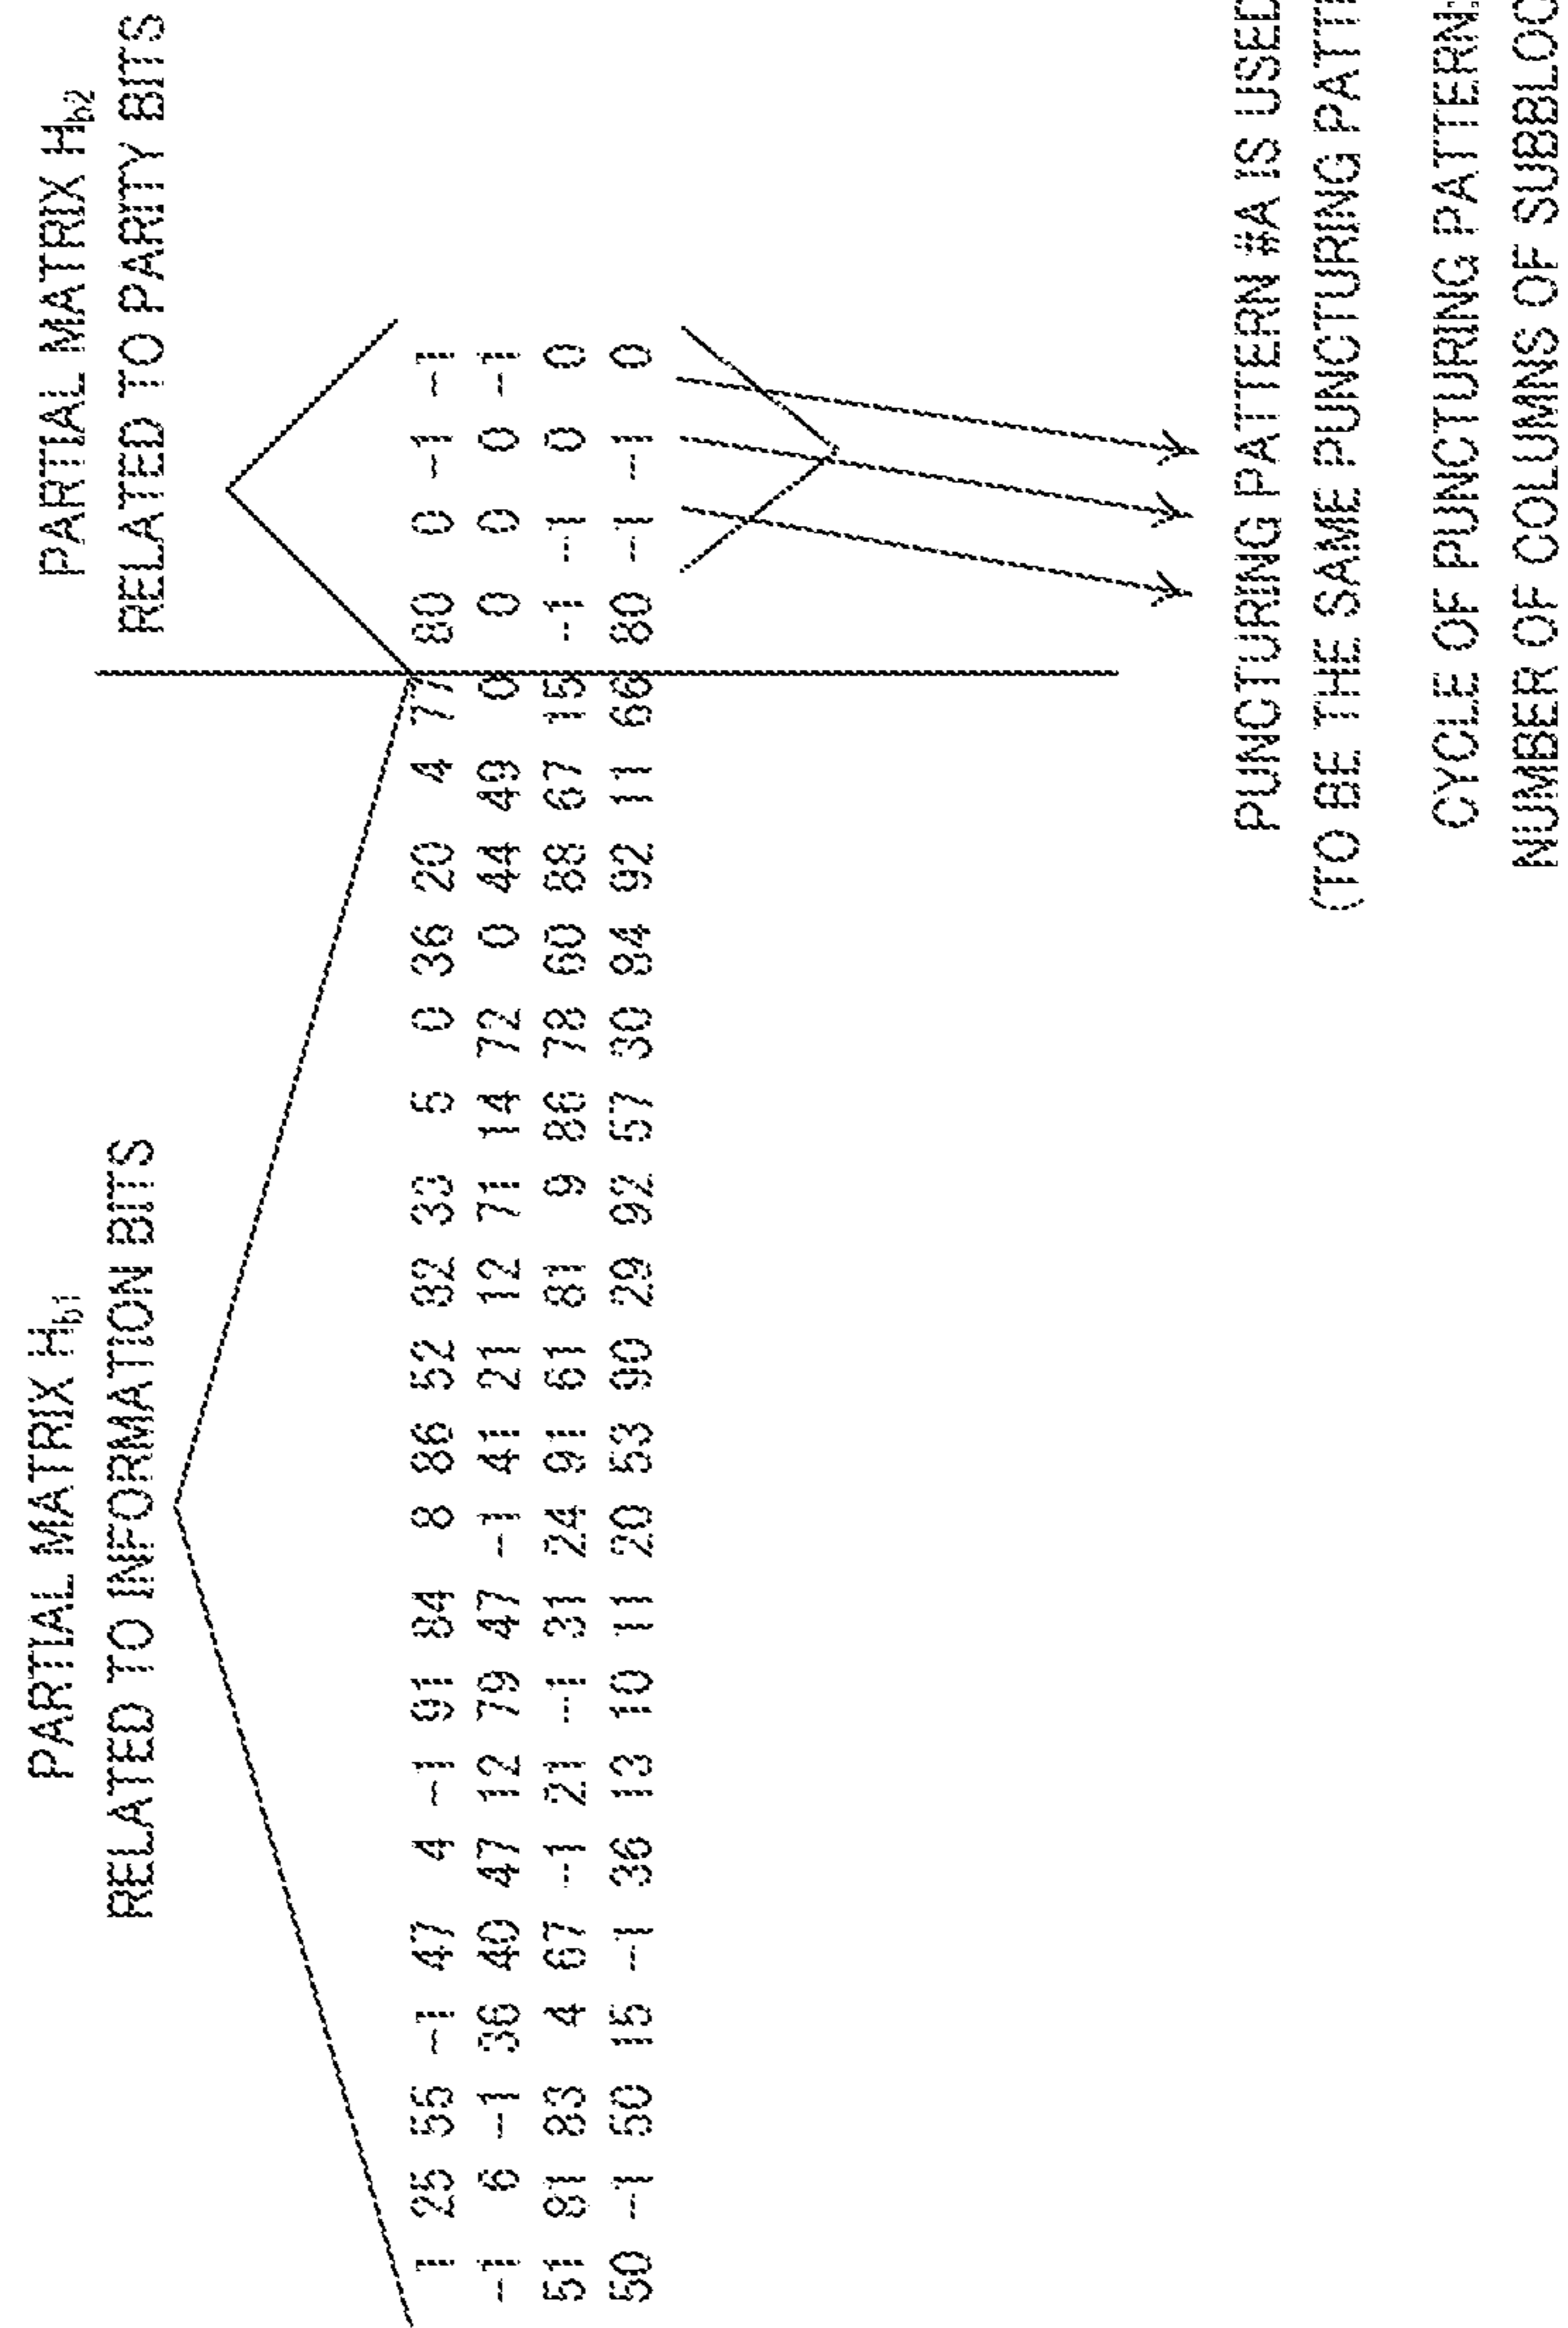 PARTIAL MATRIX Hb1
RELATED TO INFORMATION BITS
PARTIAL MATRIX Hb2
RELATED TO PARITY BITS
1 25 55 -1 47 4 -1 91 84 8 86 52 82 33 5 0 36 20 4 77 80 0 -1 -1
-1 6 -1 36 40 47 12 79 47 -1 41 21 12 71 14 72 0 44 49 0 0 0 0 -1
51 81 83 4 67 -1 21 -1 31 24 91 61 81 9 86 78 60 88 67 15 -1 -1 0 0
50 -1 50 15 -1 36 13 10 11 20 53 90 29 92 57 30 84 92 11 66 80 -1 -1 0
PUNCTURING PATTERN #A IS USED
(TO BE THE SAME PUNCTURING
CYCLE OF PUNCTURING PATTERN:
NUMBER OF COLUMNS OF